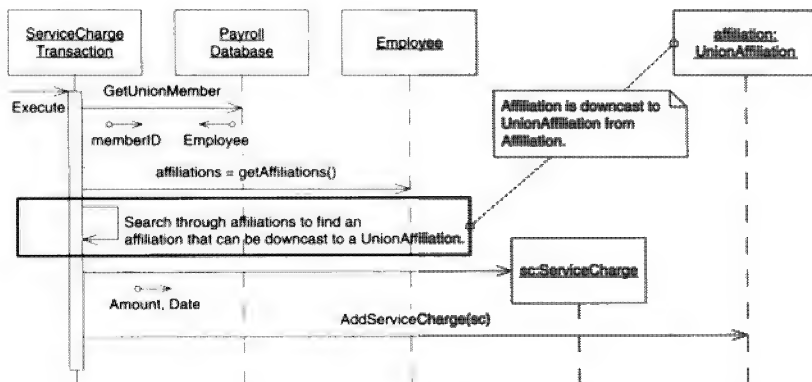 ServiceCharge
Transaction
Payroll
Database
Employee
affiliation:
UnionAffiliation
GetUnionMember
Execute
memberID
Employee
Affiliation is downcast to
UnionAffiliation from
Affiliation.
affiliations = getAffiliations()
Search through affiliations to find an
affiliation that can be downcast to a UnionAffiliation.
sc:ServiceCharge
Amount, Date
AddServiceCharge(sc)